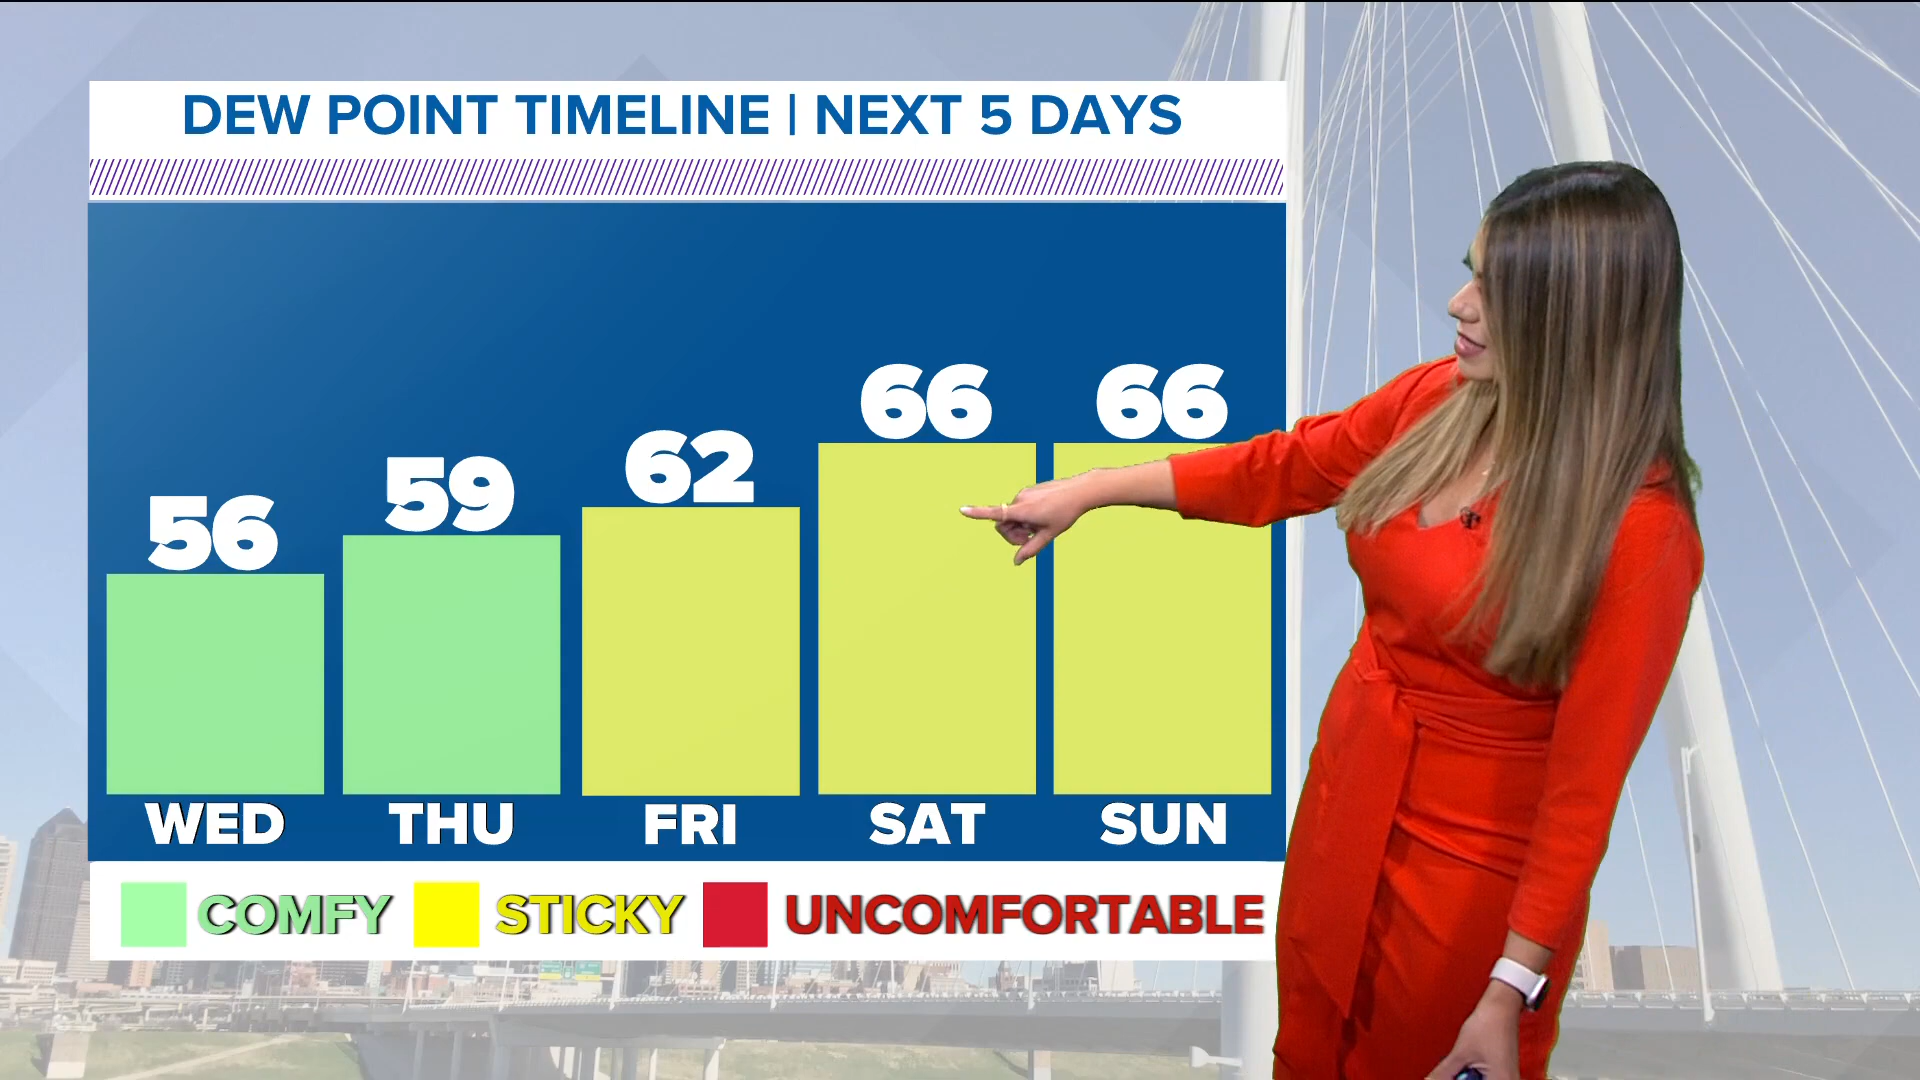 DEW POINT TIMELINE | NEXT 5 DAYS
56 59 62 66 66
WED THU FRI SAT SUN
COMFY STICKY UNCOMFORTABLE